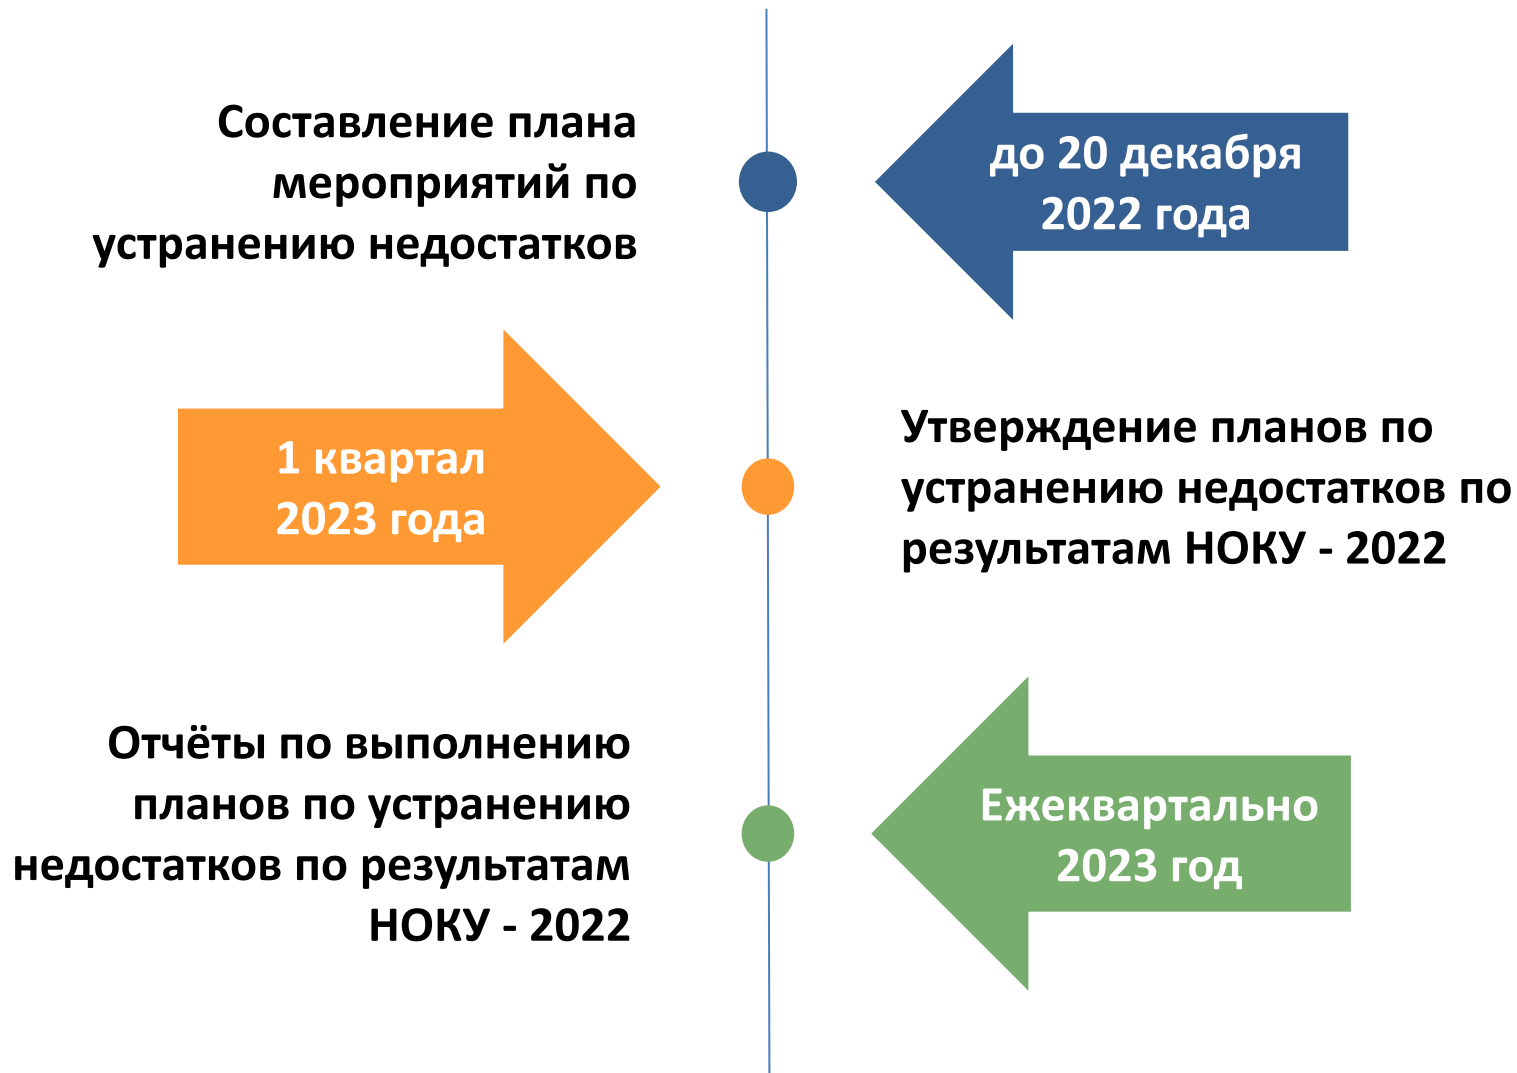 Составление плана
мероприятий по
устранению недостатков
до 20 декабря
2022 года
1 квартал
2023 года
Утверждение планов по
устранению недостатков по
результатам НОКУ - 2022
Отчёты по выполнению
планов по устранению
недостатков по результатам
НОКУ - 2022
Ежеквартально
2023 год